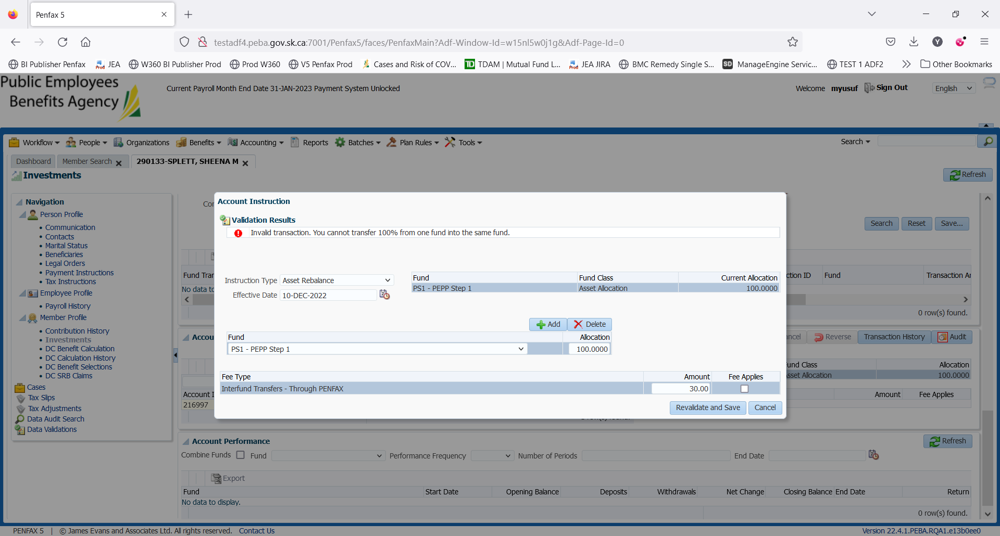 Penfax 5
testadf4.peba.gov.sk.ca:7001/Penfax5/faces/PenfaxMain?Adf-Window-Id=w15nl5w0j1g&Adf-Page-Id=0
BI Publisher Penfax JEA W360 BI Publisher Prod Prod W360 V5 Penfax Prod Cases and Risk of COV... TD TDAM | Mutual Fund L... JEA JIRA BMC Remedy Single S... SD ManageEngine Servic... TEST 1 ADF2 Other Bookmarks
Public Employees
Benefits Agency
Current Payroll Month End Date 31-JAN-2023 Payment System Unlocked
Welcome myusuf Sign Out English
Workflow People Organizations Benefits Accounting Reports Batches Plan Rules Tools Search
Dashboard Member Search 290133-SPLETT, SHEENA M
Investments Refresh
Navigation
Person Profile
Communication
Contacts
Marital Status
Beneficiaries
Legal Orders
Payment Instructions
Tax Instructions
Employee Profile
Payroll History
Member Profile
Contribution History
Investments
DC Benefit Calculation
DC Calculation History
DC Benefit Selections
DC SRB Claims
Cases
Tax Slips
Tax Adjustments
Data Audit Search
Data Validations
Search Reset Save...
Fund Tran
No data to
ction ID Fund Transaction Ar
0 row(s) found.
Accou
ncel Reverse Transaction History Audit
und Class Allocation
Asset Allocation 100.0000
Account I
216997
Amount Fee Applies
Account Instruction
Validation Results
Invalid transaction. You cannot transfer 100% from one fund into the same fund.
Instruction Type Asset Rebalance
Effective Date 10-DEC-2022
Fund Fund Class Current Allocation
PS1 - PEPP Step 1 Asset Allocation 100.0000
Add Delete
Fund Allocation
PS1 - PEPP Step 1 100.0000
Fee Type Amount Fee Applies
Interfund Transfers - Through PENFAX 30.00
Revalidate and Save Cancel
Account Performance Refresh
Combine Funds Fund Performance Frequency Number of Periods End Date
Export
Fund Start Date Opening Balance Deposits Withdrawals Net Change Closing Balance End Date Return
No data to display.
0 row(s) found.
PENFAX 5 | © James Evans and Associates Ltd. All rights reserved. Contact Us Version 22.4.1.PEBA.RQA1.e13b0ee0